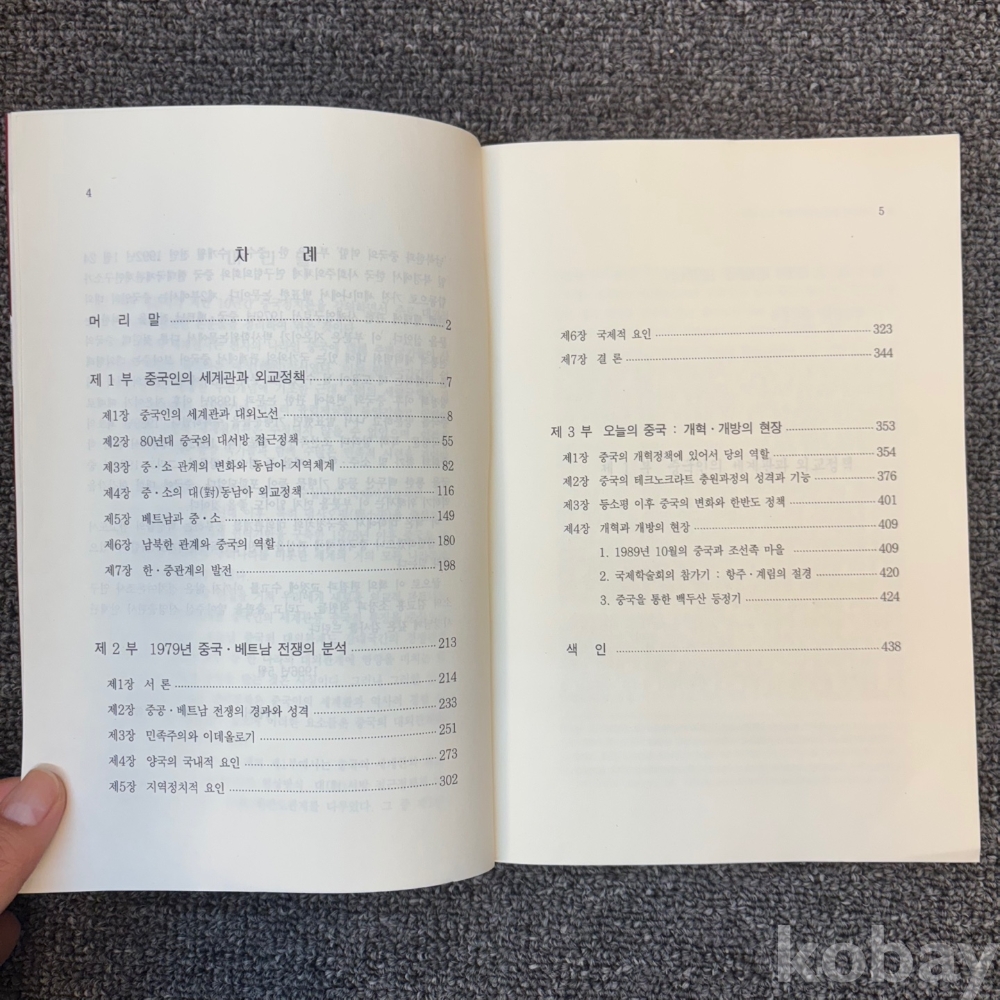 4
차 례
머 리 말 ... 2
제 1 부 중국인의 세계관과 외교정책 ... 7
제1장 중국인의 세계관과 대외노선 ... 8
제2장 80년대 중국의 대서방 접근정책 ... 55
제3장 중·소 관계의 변화와 동남아 지역체계 ... 82
제4장 중·소의 대(對)동남아 외교정책 ... 116
제5장 베트남과 중·소 ... 149
제6장 남북한 관계와 중국의 역할 ... 180
제7장 한·중관계의 발전 ... 198
제 2 부 1979년 중국·베트남 전쟁의 분석 ... 213
제1장 서 론 ... 214
제2장 중공·베트남 전쟁의 경과와 성격 ... 233
제3장 민족주의와 이데올로기 ... 251
제4장 양국의 국내적 요인 ... 273
제5장 지역정치적 요인 ... 302
5
제6장 국제적 요인 ... 323
제7장 결 론 ... 344
제 3 부 오늘의 중국 : 개혁·개방의 현장 ... 353
제1장 중국의 개혁정책에 있어서 당의 역할 ... 354
제2장 중국의 테크노크라트 충원과정의 성격과 기능 ... 376
제3장 등소평 이후 중국의 변화와 한반도 정책 ... 401
제4장 개혁과 개방의 현장 ... 409
1. 1989년 10월의 중국과 조선족 마을 ... 409
2. 국제학술회의 참가기 : 항주·계림의 절경 ... 420
3. 중국을 통한 백두산 등정기 ... 424
색 인 ... 438
kobay